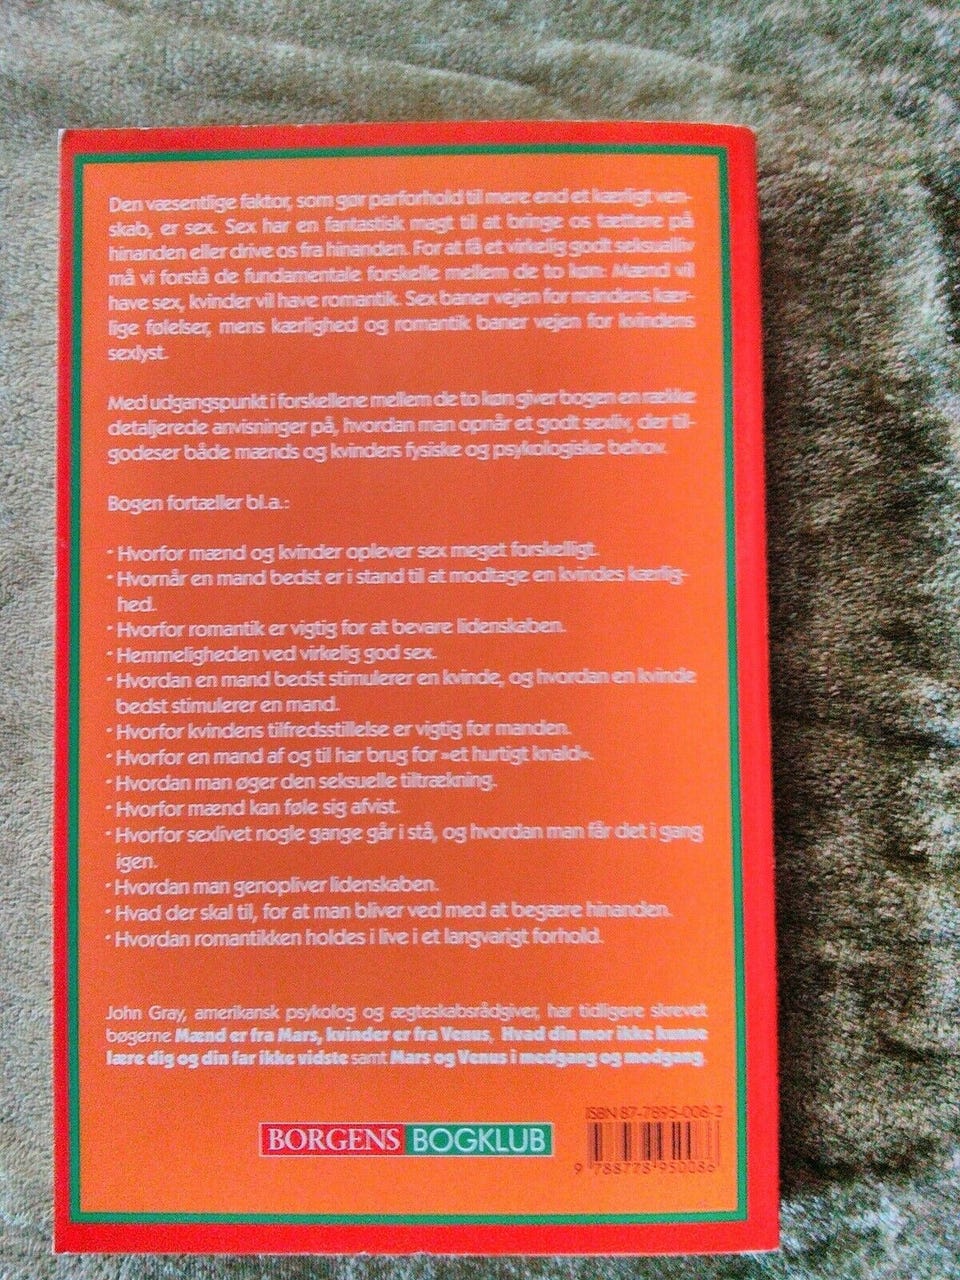 Den væsentlige faktor, som gør parforhold til mere end et kærligt ven-
skab, er sex. Sex har en fantastisk magt til at bringe os tættere på
hinanden eller drive os fra hinanden. For at få et virkelig godt seksualliv
må vi forstå de fundamentale forskelle mellem de to køn: Mænd vil
have sex, kvinder vil have romantik. Sex baner vejen for mandens kær-
lige følelser, mens kærlighed og romantik baner vejen for kvindens
sexlyst.
Med udgangspunkt i forskellene mellem de to køn giver bogen en række
detaljerede anvisninger på, hvordan man opnår et godt sexliv, der til-
godeser både mænds og kvinders fysiske og psykologiske behov.
Bogen fortæller bl.a.:
· Hvorfor mænd og kvinder oplever sex meget forskelligt.
· Hvornår en mand bedst er i stand til at modtage en kvindes kærlig-
hed.
· Hvorfor romantik er vigtig for at bevare lidenskaben.
· Hemmeligheden ved virkelig god sex.
· Hvordan en mand bedst stimulerer en kvinde, og hvordan en kvinde
bedst stimulerer en mand.
· Hvorfor kvindens tilfredsstillelse er vigtig for manden.
· Hvorfor en mand af og til har brug for »et hurtigt knald«.
· Hvordan man øger den seksuelle tiltrækning.
· Hvorfor mænd kan føle sig afvist.
· Hvorfor sexlivet nogle gange går i stå, og hvordan man får det i gang
igen.
· Hvordan man genopliver lidenskaben.
· Hvad der skal til, for at man bliver ved med at begære hinanden.
· Hvordan romantikken holdes i live i et langvarigt forhold.
John Gray, amerikansk psykolog og ægteskabsrådgiver, har tidligere skrevet
bøgerne Mænd er fra Mars, kvinder er fra Venus, Hvad din mor ikke kunne
lære dig og din far ikke vidste samt Mars og Venus i medgang og modgang.
ISBN 87-7895-008-2
BORGENS BOGKLUB
9 788778 950086